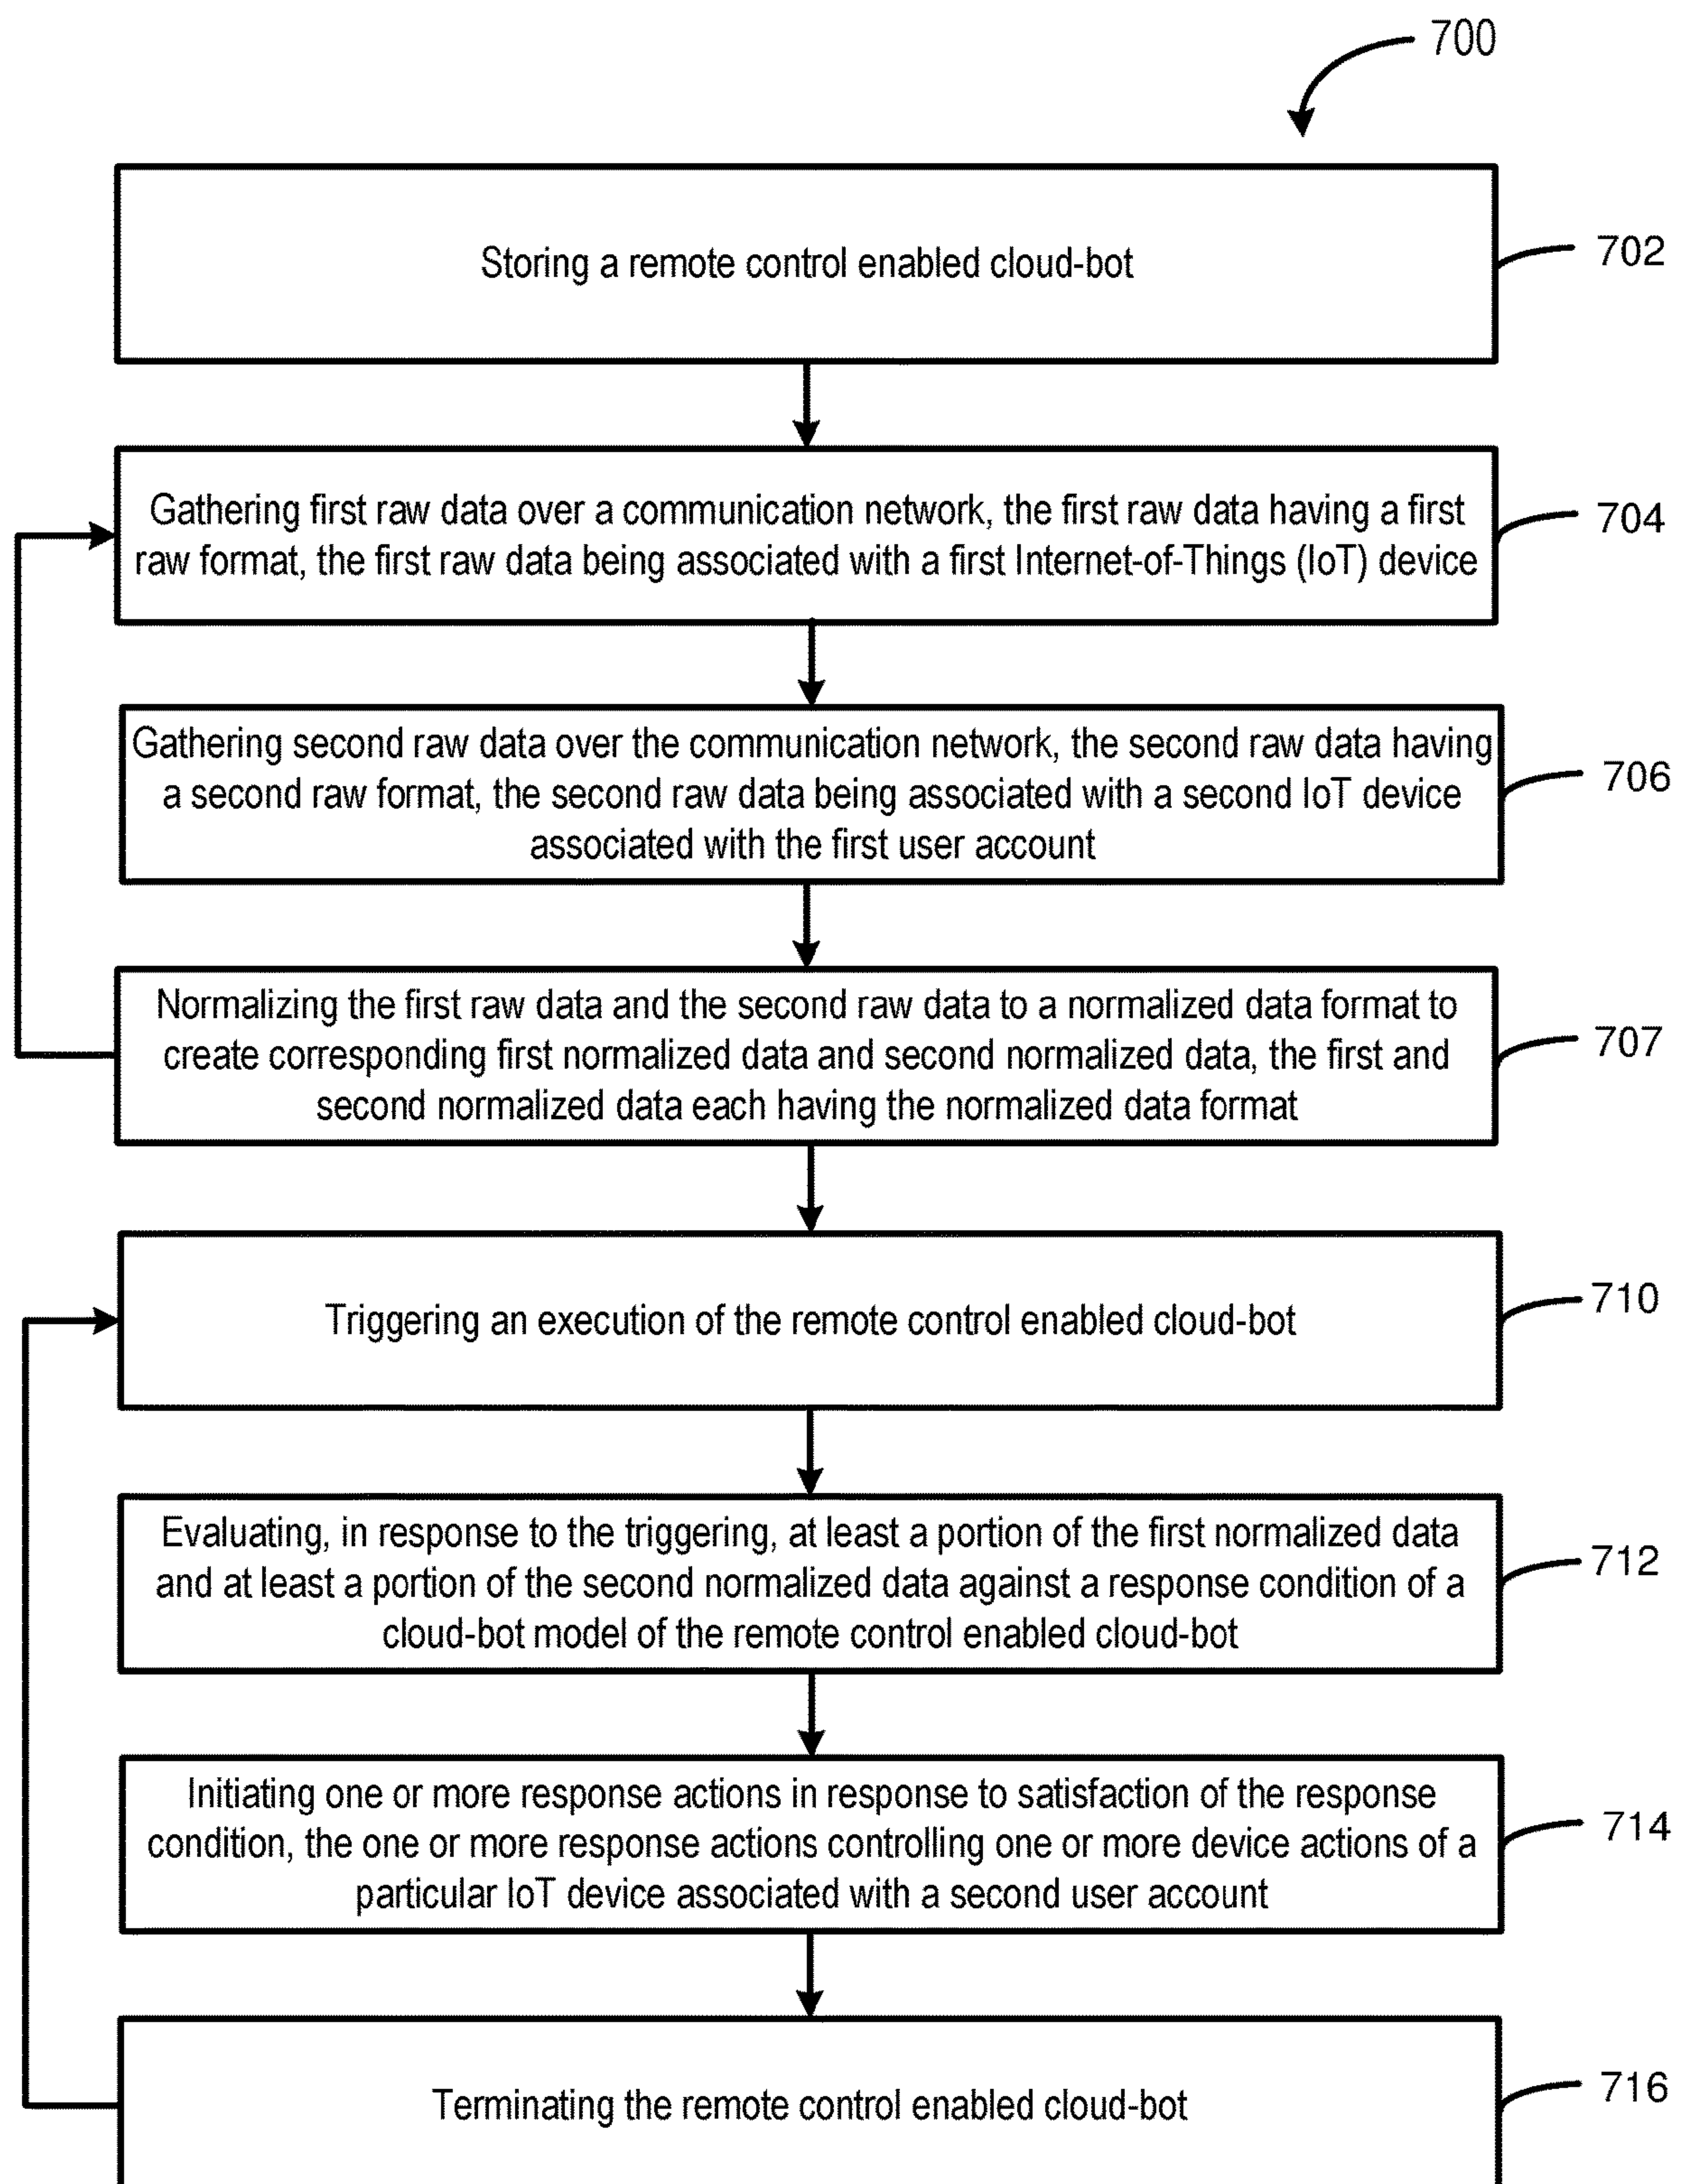 700
Storing a remote control enabled cloud-bot
702
Gathering first raw data over a communication network, the first raw data having a first
raw format, the first raw data being associated with a first Internet-of-Things (IoT) device
704
Gathering second raw data over the communication network, the second raw data having
a second raw format, the second raw data being associated with a second IoT device
associated with the first user account
706
Normalizing the first raw data and the second raw data to a normalized data format to
create corresponding first normalized data and second normalized data, the first and
second normalized data each having the normalized data format
707
Triggering an execution of the remote control enabled cloud-bot
710
Evaluating, in response to the triggering, at least a portion of the first normalized data
and at least a portion of the second normalized data against a response condition of a
cloud-bot model of the remote control enabled cloud-bot
712
Initiating one or more response actions in response to satisfaction of the response
condition, the one or more response actions controlling one or more device actions of a
particular IoT device associated with a second user account
714
Terminating the remote control enabled cloud-bot
716